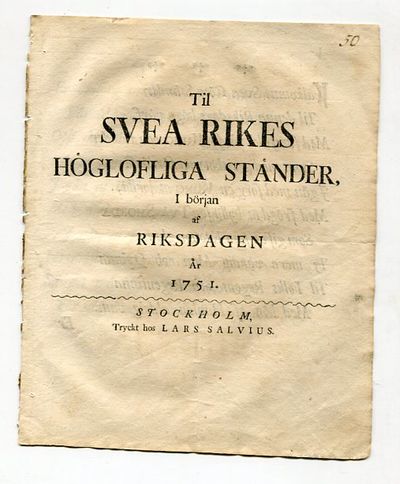 50
Til
SVEA RIKES
HÖGLOFLIGA STÄNDER,
I början
af
RIKSDAGEN
År
1751.
STOCKHOLM,
Tryckt hos LARS SALVIUS.